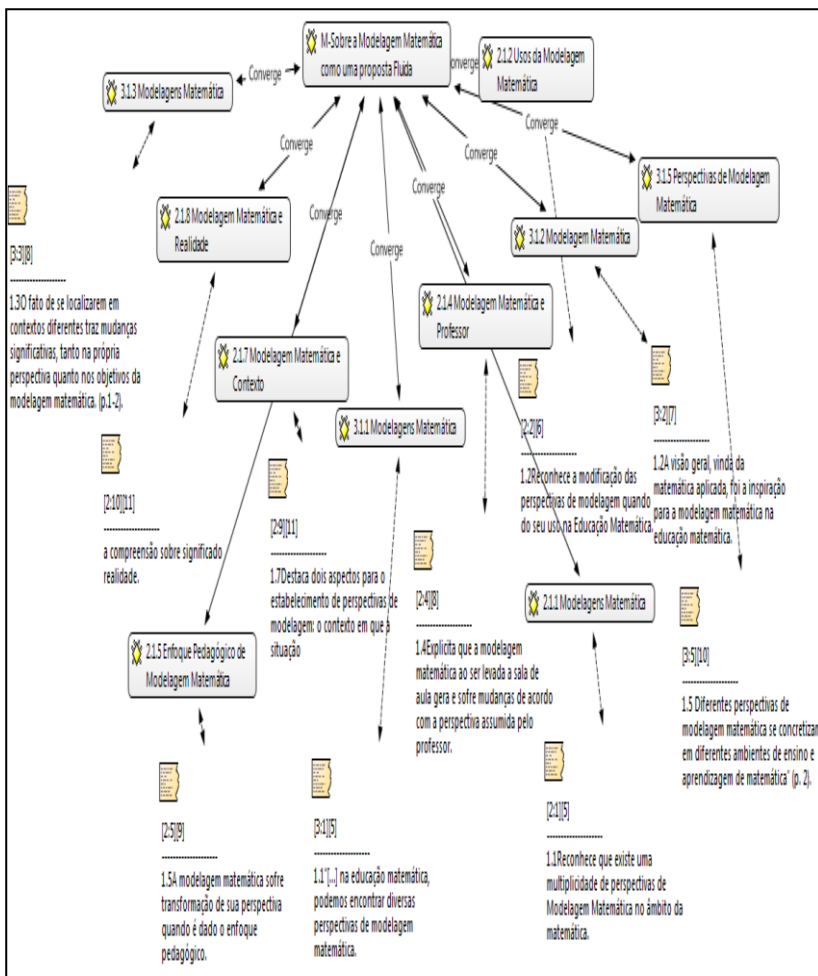 M-Sobre a Modelagem Matemática
como uma proposta Fluida
2.1.2 Usos da Modelagem
Matemática
3.1.3 Modelagens Matemática
Converge
Converge
Converge
Converge
Converge
Converge
Converge
Converge
3.1.5 Perspectivas de Modelagem
Matemática
2.1.8 Modelagem Matemática e
Realidade
3.1.2 Modelagem Matemática
[3:3][8]
--------------------
1.3O fato de se localizarem em
contextos diferentes traz mudanças
significativas, tanto na própria
perspectiva quanto nos objetivos da
modelagem matemática. (p.1-2).
2.1.4 Modelagem Matemática e
Professor
2.1.7 Modelagem Matemática e
Contexto
3.1.1 Modelagens Matemática
[2:2][6]
--------------------
1.2Reconhece a modificação das
perspectivas de modelagem quando
do seu uso na Educação Matemática.
[3:2][7]
--------------------
1.2A visão geral, vinda da
matemática aplicada, foi a inspiração
para a modelagem matemática na
educação matemática.
[2:10][11]
--------------------
a compreensão sobre significado
realidade.
[2:9][11]
--------------------
1.7Destaca dois aspectos para o
estabelecimento de perspectivas de
modelagem: o contexto em que a
situação
[2:4][8]
--------------------
1.4Explicita que a modelagem
matemática ao ser levada a sala de
aula gera e sofre mudanças de acordo
com a perspectiva assumida pelo
professor.
2.1.1 Modelagens Matemática
2.1.5 Enfoque Pedagógico de
Modelagem Matemática
[3:5][10]
--------------------
1.5 Diferentes perspectivas de
modelagem matemática se concretizam
em diferentes ambientes de ensino e
aprendizagem de matemática" (p. 2).
[2:5][9]
--------------------
1.5A modelagem matemática sofre
transformação de sua perspectiva
quando é dado o enfoque
pedagógico.
[3:1][5]
--------------------
1.1"[...] na educação matemática,
podemos encontrar diversas
perspectivas de modelagem
matemática.
[2:1][5]
--------------------
1.1Reconhece que existe uma
multiplicidade de perspectivas de
Modelagem Matemática no âmbito da
matemática.